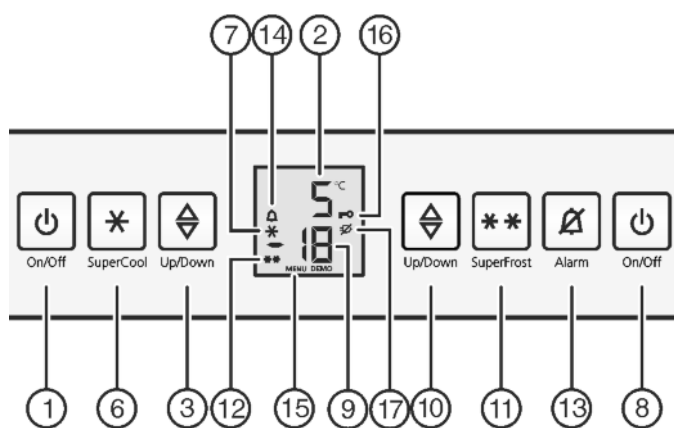 7 14 2 16
5 °C
18
MENU DEMO
On/Off SuperCool Up/Down Up/Down SuperFrost Alarm On/Off
1 6 3 12 15 9 17 10 11 13 8